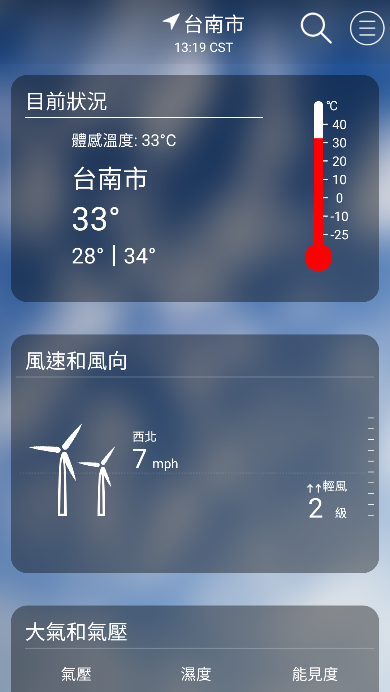 台南市
13:19 CST
目前狀況
體感溫度: 33°C
台南市
33°
28° | 34°
°C
40
30
20
10
0
-10
-25
風速和風向
西北
7 mph
↑↑輕風
2 級
大氣和氣壓
氣壓 濕度 能見度